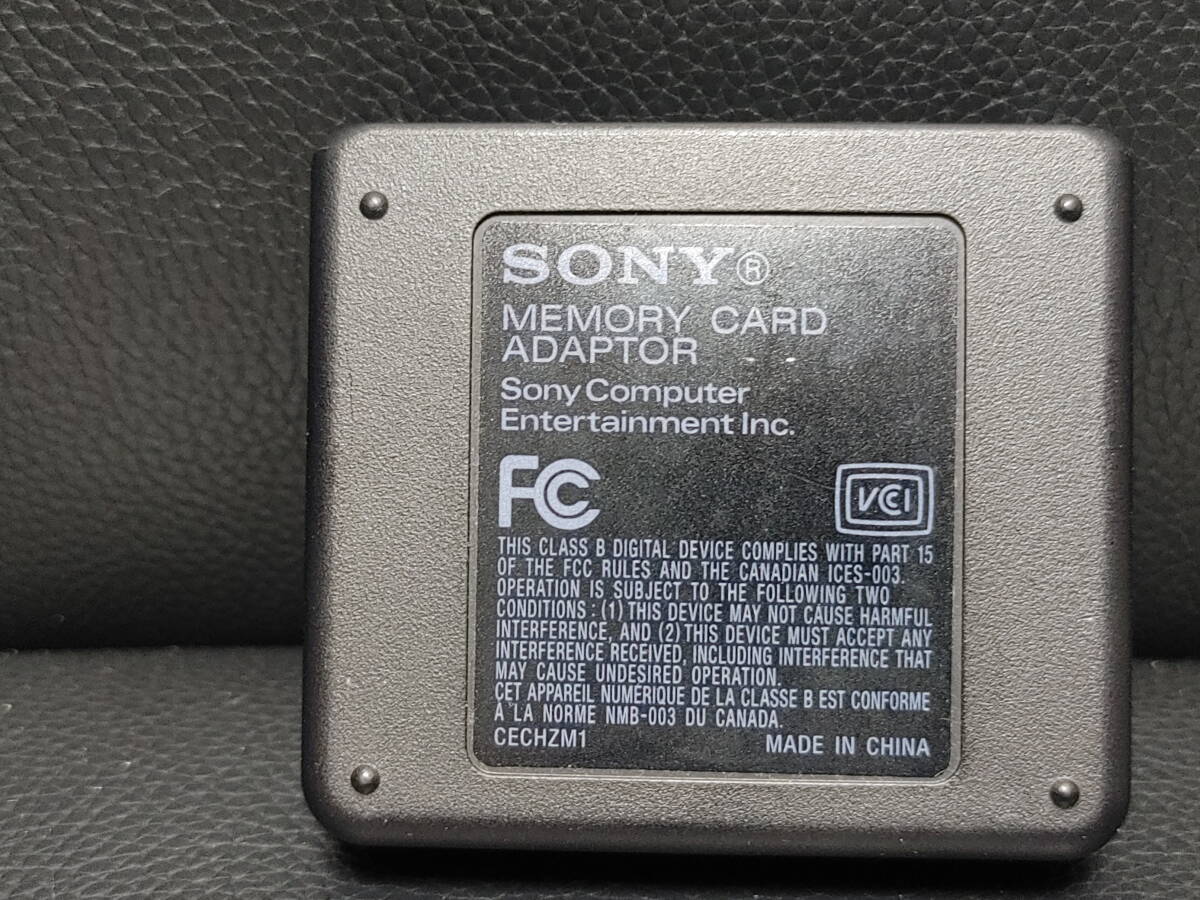 SONY®
MEMORY CARD
ADAPTOR
Sony Computer
Entertainment Inc.
FC
VCI
THIS CLASS B DIGITAL DEVICE COMPLIES WITH PART 15
OF THE FCC RULES AND THE CANADIAN ICES-003.
OPERATION IS SUBJECT TO THE FOLLOWING TWO
CONDITIONS : (1) THIS DEVICE MAY NOT CAUSE HARMFUL
INTERFERENCE, AND (2) THIS DEVICE MUST ACCEPT ANY
INTERFERENCE RECEIVED, INCLUDING INTERFERENCE THAT
MAY CAUSE UNDESIRED OPERATION.
CET APPAREIL NUMÉRIQUE DE LA CLASSE B EST CONFORME
À LA NORME NMB-003 DU CANADA.
CECHZM1 MADE IN CHINA